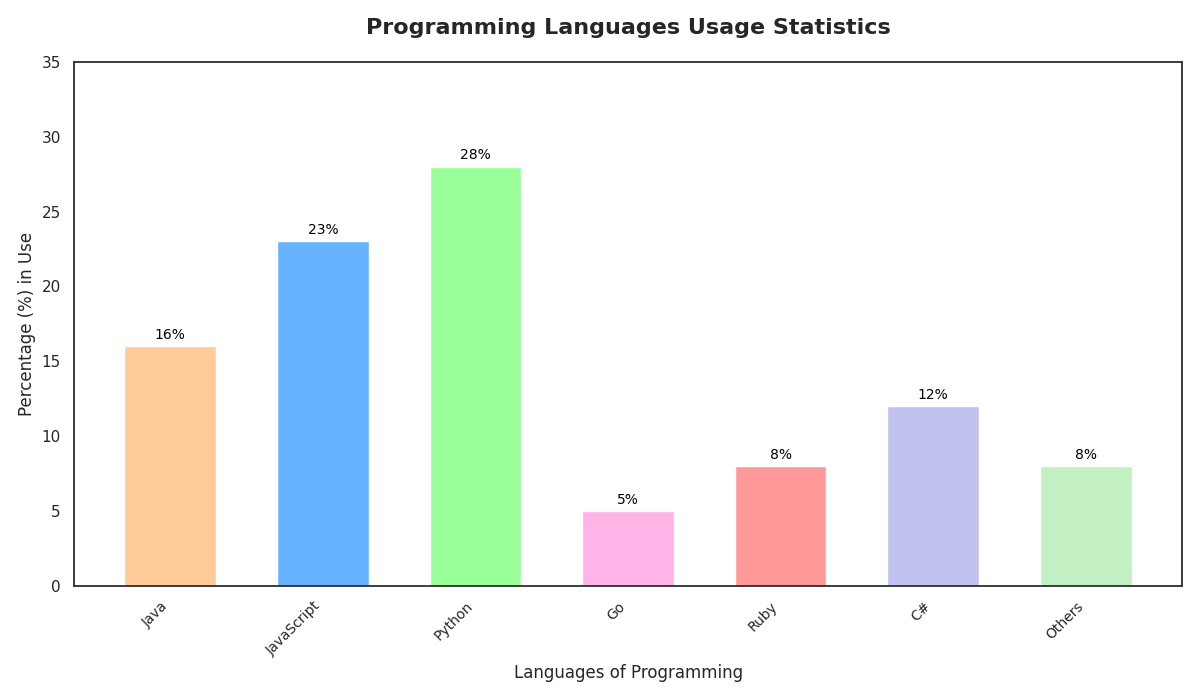 Programming Languages Usage Statistics
35
30
25
20
15
10
5
0
Percentage (%) in Use
16%
23%
28%
5%
8%
12%
8%
Java
JavaScript
Python
Go
Ruby
C#
Others
Languages of Programming